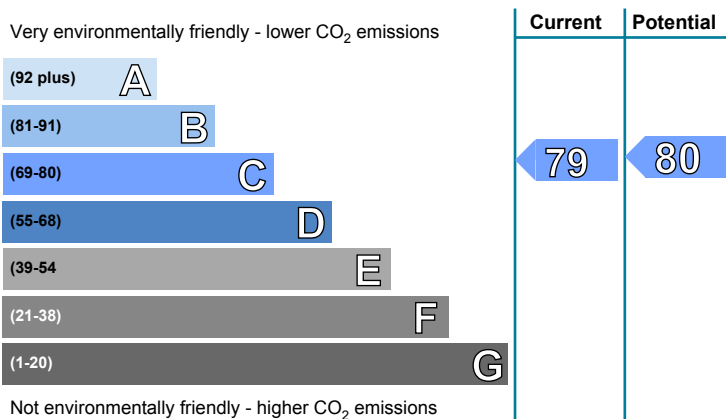 Current Potential
Very environmentally friendly - lower CO2 emissions
(92 plus) A
(81-91) B
(69-80) C 79 80
(55-68) D
(39-54 E
(21-38) F
(1-20) G
Not environmentally friendly - higher CO2 emissions